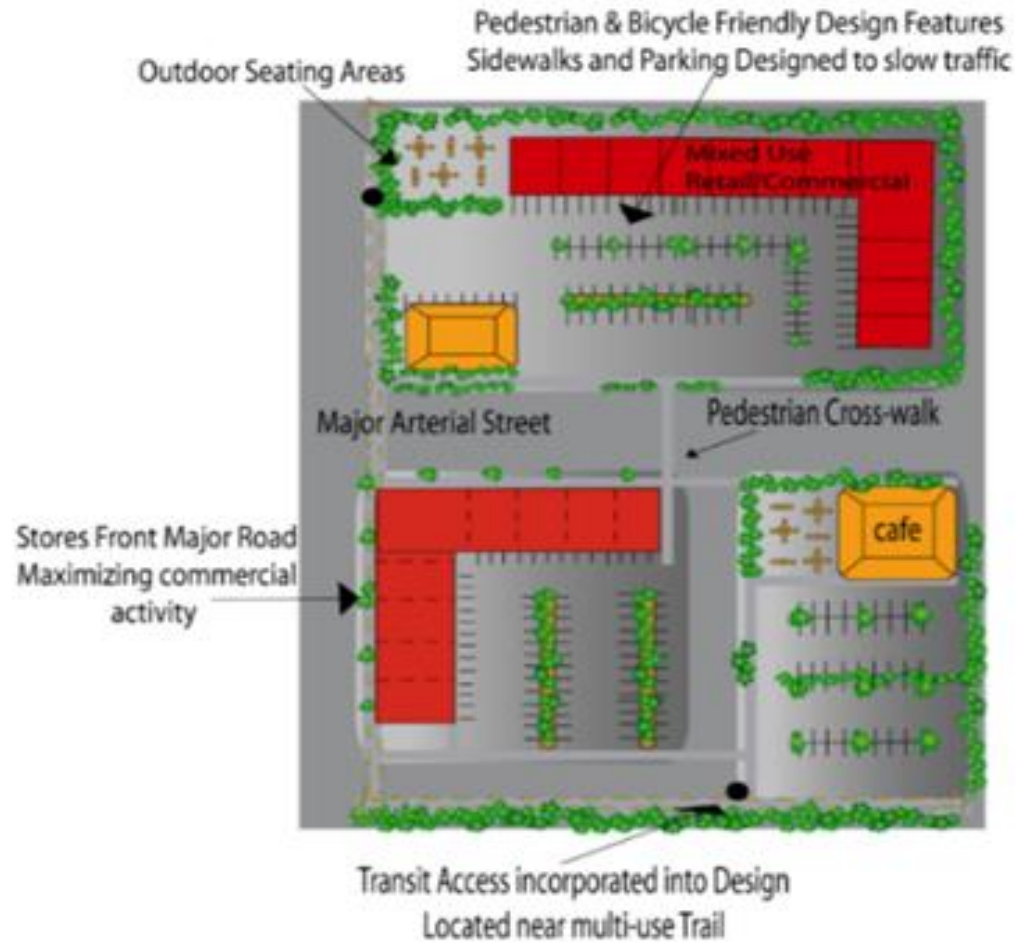 Pedestrian & Bicycle Friendly Design Features
Sidewalks and Parking Designed to slow traffic
Outdoor Seating Areas
Mixed Use
Retail/Commercial
Major Arterial Street
Pedestrian Cross-walk
cafe
Stores Front Major Road
Maximizing commercial
activity
Transit Access incorporated into Design
Located near multi-use Trail